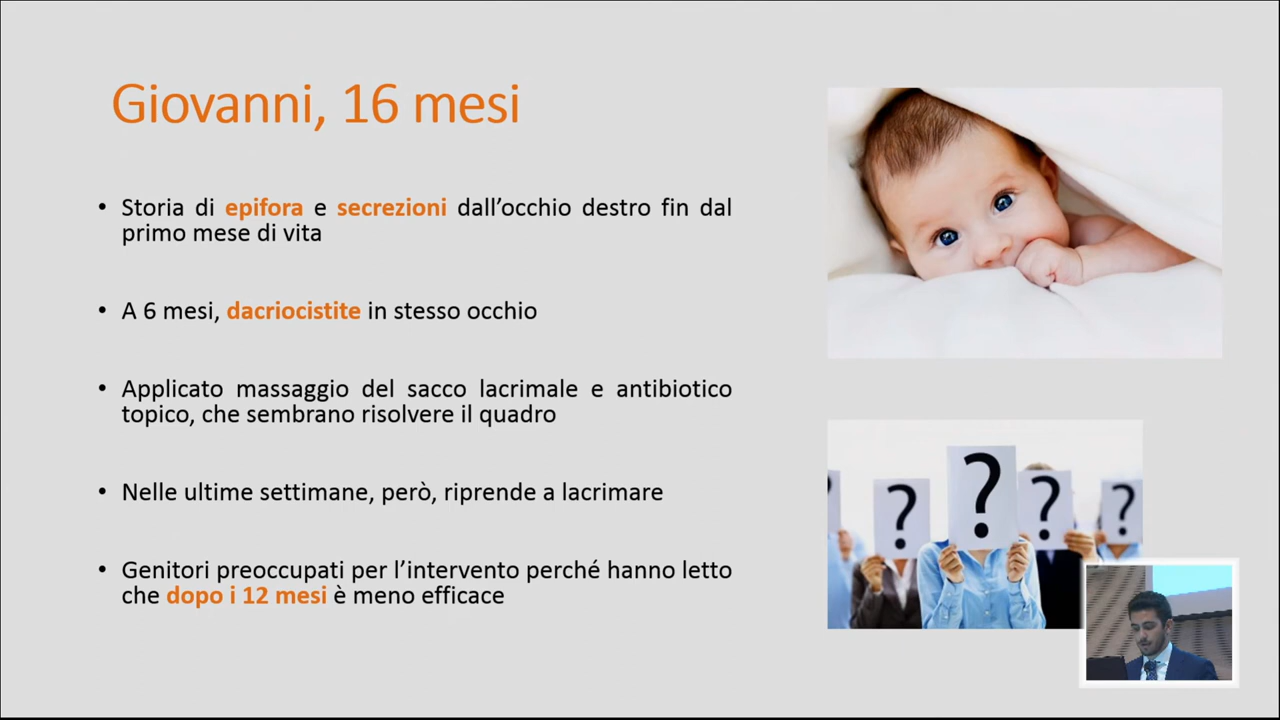 Giovanni, 16 mesi
• Storia di epifora e secrezioni dall’occhio destro fin dal
primo mese di vita
• A 6 mesi, dacriocistite in stesso occhio
• Applicato massaggio del sacco lacrimale e antibiotico
topico, che sembrano risolvere il quadro
• Nelle ultime settimane, però, riprende a lacrimare
• Genitori preoccupati per l’intervento perché hanno letto
che dopo i 12 mesi è meno efficace
? ? ? ?